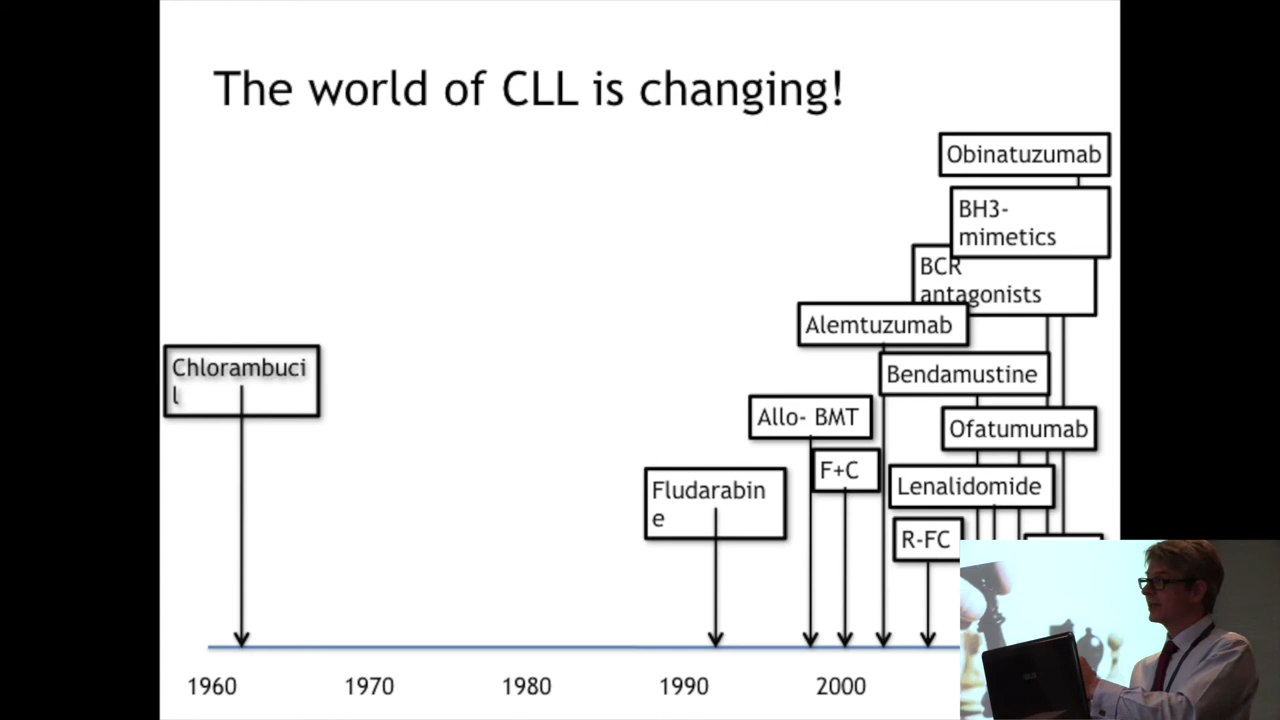 The world of CLL is changing!
Obinatuzumab
BH3-
mimetics
BCR
antagonists
Alemtuzumab
Chlorambuci
l
Bendamustine
Allo- BMT
Ofatumumab
F+C
Fludarabin
e
Lenalidomide
R-FC
1960
1970
1980
1990
2000
ASUS